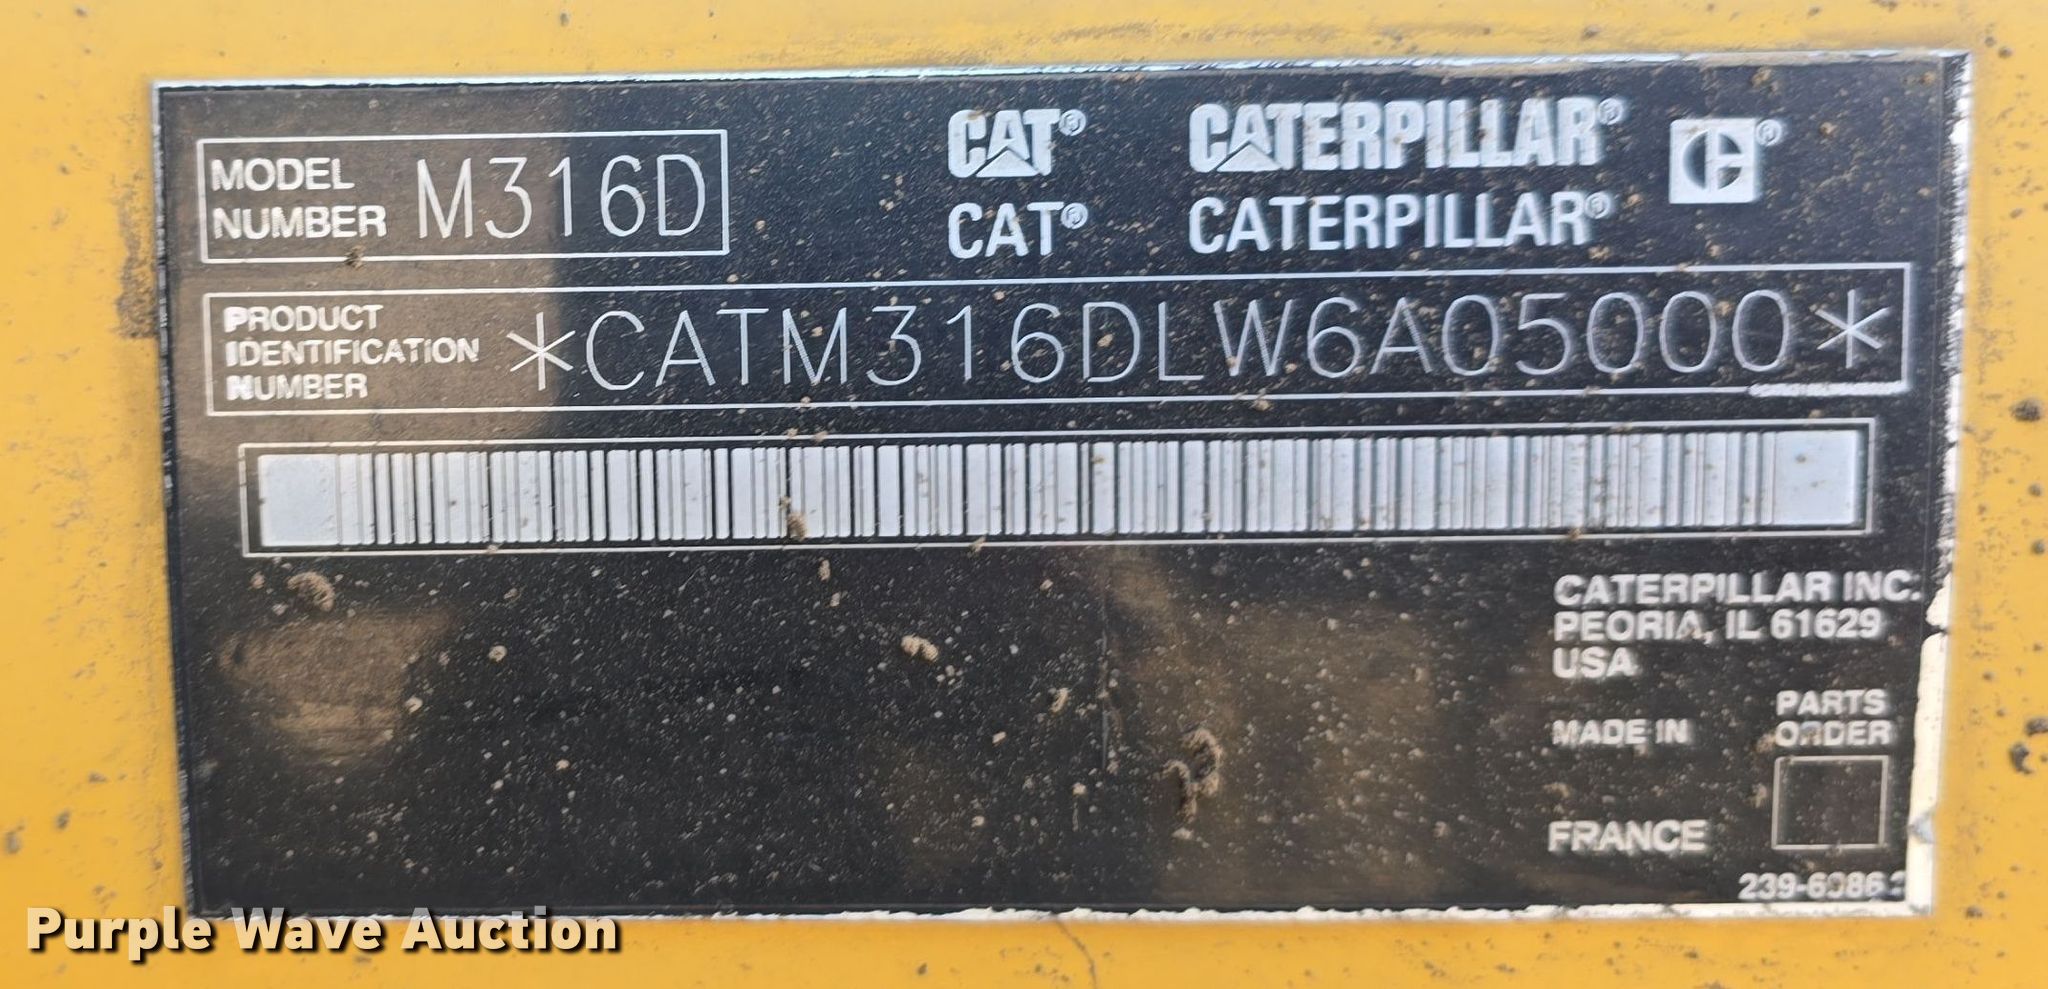 MODEL NUMBER M316D
CAT® CATERPILLAR® ®
CAT® CATERPILLAR®
PRODUCT
IDENTIFICATION
NUMBER
*CATM316DLW6A05000*
CATERPILLAR INC.
PEORIA, IL 61629
USA
MADE IN
FRANCE
PARTS
ORDER
Purple Wave Auction